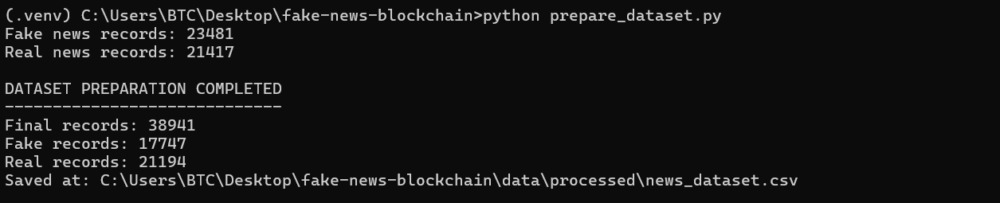 (.venv) C:\Users\BTC\Desktop\fake-news-blockchain>python prepare_dataset.py
Fake news records: 23481
Real news records: 21417
DATASET PREPARATION COMPLETED
-----------------------------
Final records: 38941
Fake records: 17747
Real records: 21194
Saved at: C:\Users\BTC\Desktop\fake-news-blockchain\data\processed\news_dataset.csv